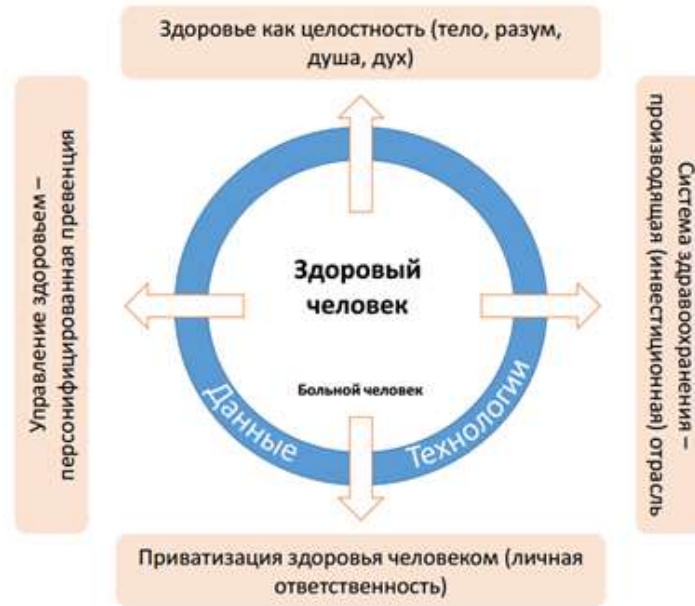 Здоровье как целостность (тело, разум,
душа, дух)
Управление здоровьем –
персонифицированная превенция
Здоровый
человек
Больной человек
Данные
Технологии
Система здравоохранения –
производящая (инвестиционная) отрасль
Приватизация здоровья человеком (личная
ответственность)